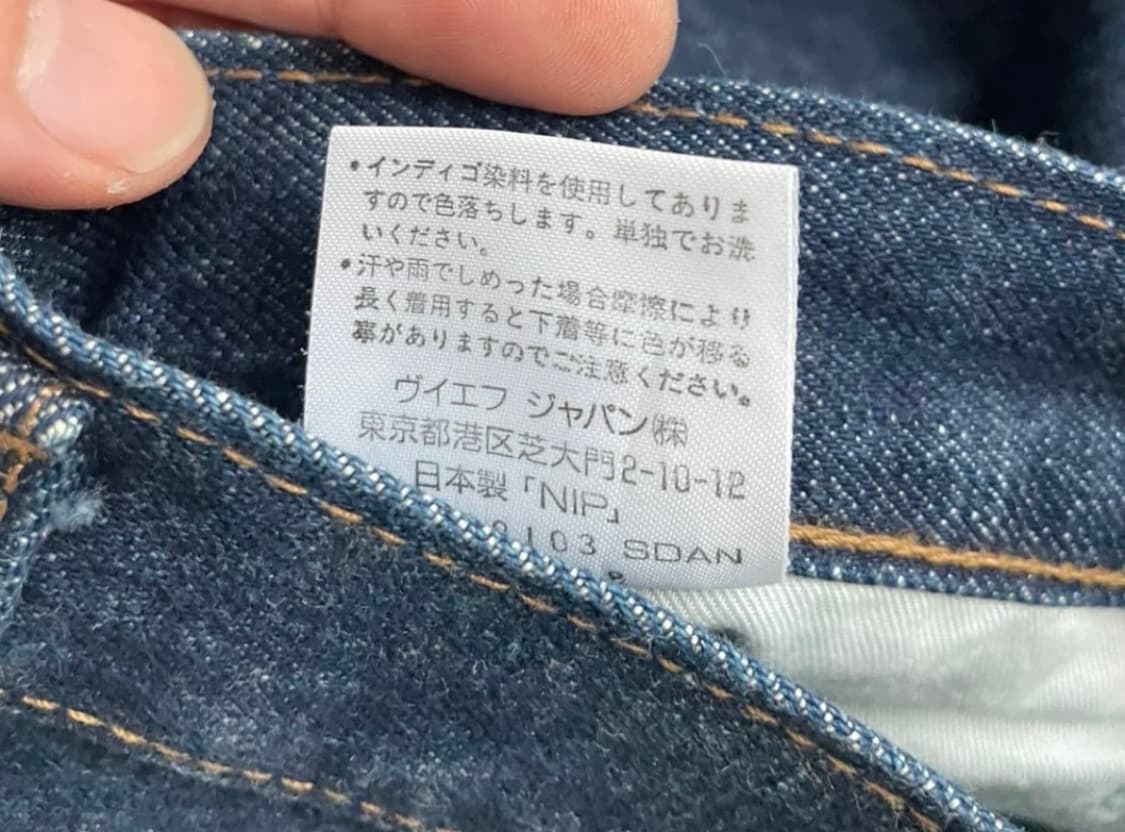 ・インディゴ染料を使用してありま
すので色落ちします。単独でお洗
いください。
・汗や雨でしめった場合摩擦により
長く着用すると下着等に色が移る
事がありますのでご注意ください。
ヴイエフ ジャパン㈱
東京都港区芝大門2-10-12
日本製「NIP」
103 SDAN